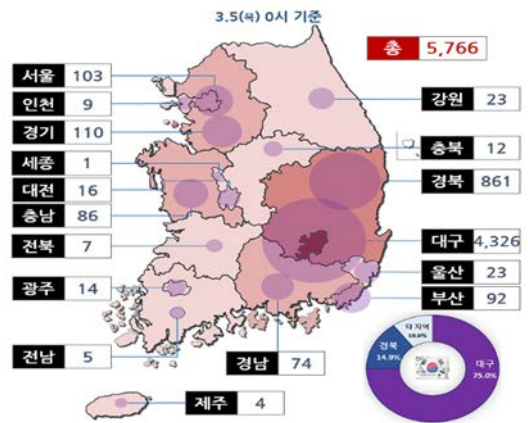 3.5(목) 0시 기준
총 5,766
서울 103
인천 9
경기 110
세종 1
대전 16
충남 86
전북 7
광주 14
전남 5
제주 4
경남 74
강원 23
충북 12
경북 861
대구 4,326
울산 23
부산 92
타 지역
10.0%
경북
14.9%
대구
75.0%